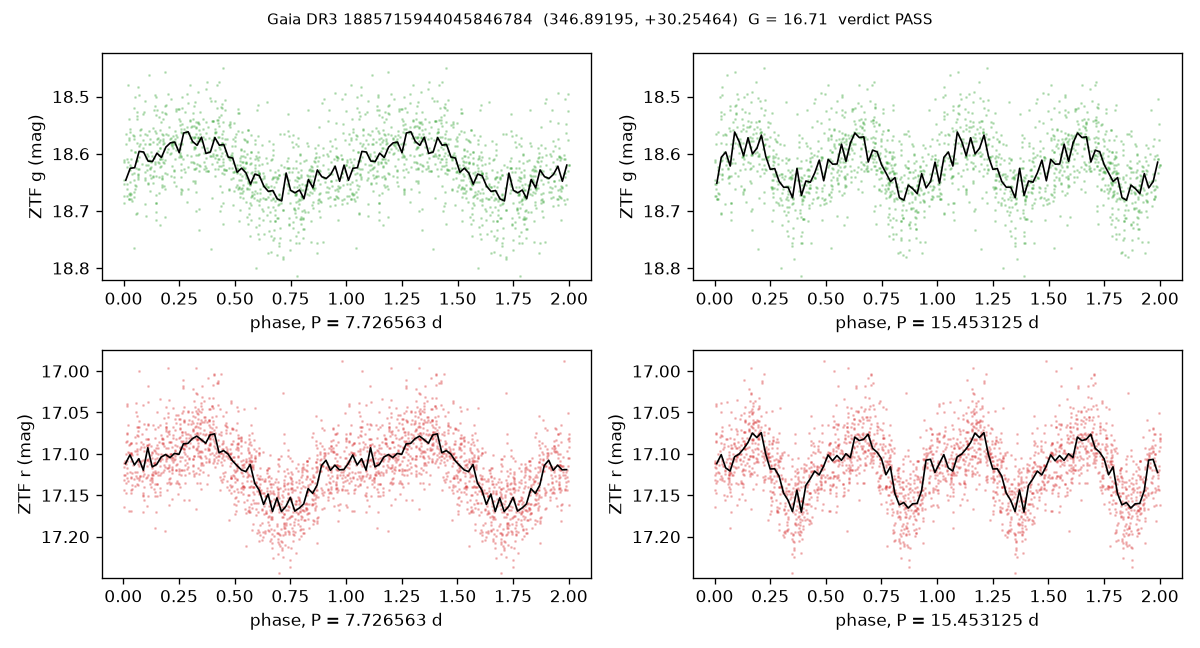 Gaia DR3 1885715944045846784 (346.89195, +30.25464) G = 16.71 verdict PASS
ZTF g (mag)
18.5
18.6
18.7
18.8
0.00 0.25 0.50 0.75 1.00 1.25 1.50 1.75 2.00
phase, P = 7.726563 d
ZTF g (mag)
18.5
18.6
18.7
18.8
0.00 0.25 0.50 0.75 1.00 1.25 1.50 1.75 2.00
phase, P = 15.453125 d
ZTF r (mag)
17.00
17.05
17.10
17.15
17.20
0.00 0.25 0.50 0.75 1.00 1.25 1.50 1.75 2.00
phase, P = 7.726563 d
ZTF r (mag)
17.00
17.05
17.10
17.15
17.20
0.00 0.25 0.50 0.75 1.00 1.25 1.50 1.75 2.00
phase, P = 15.453125 d